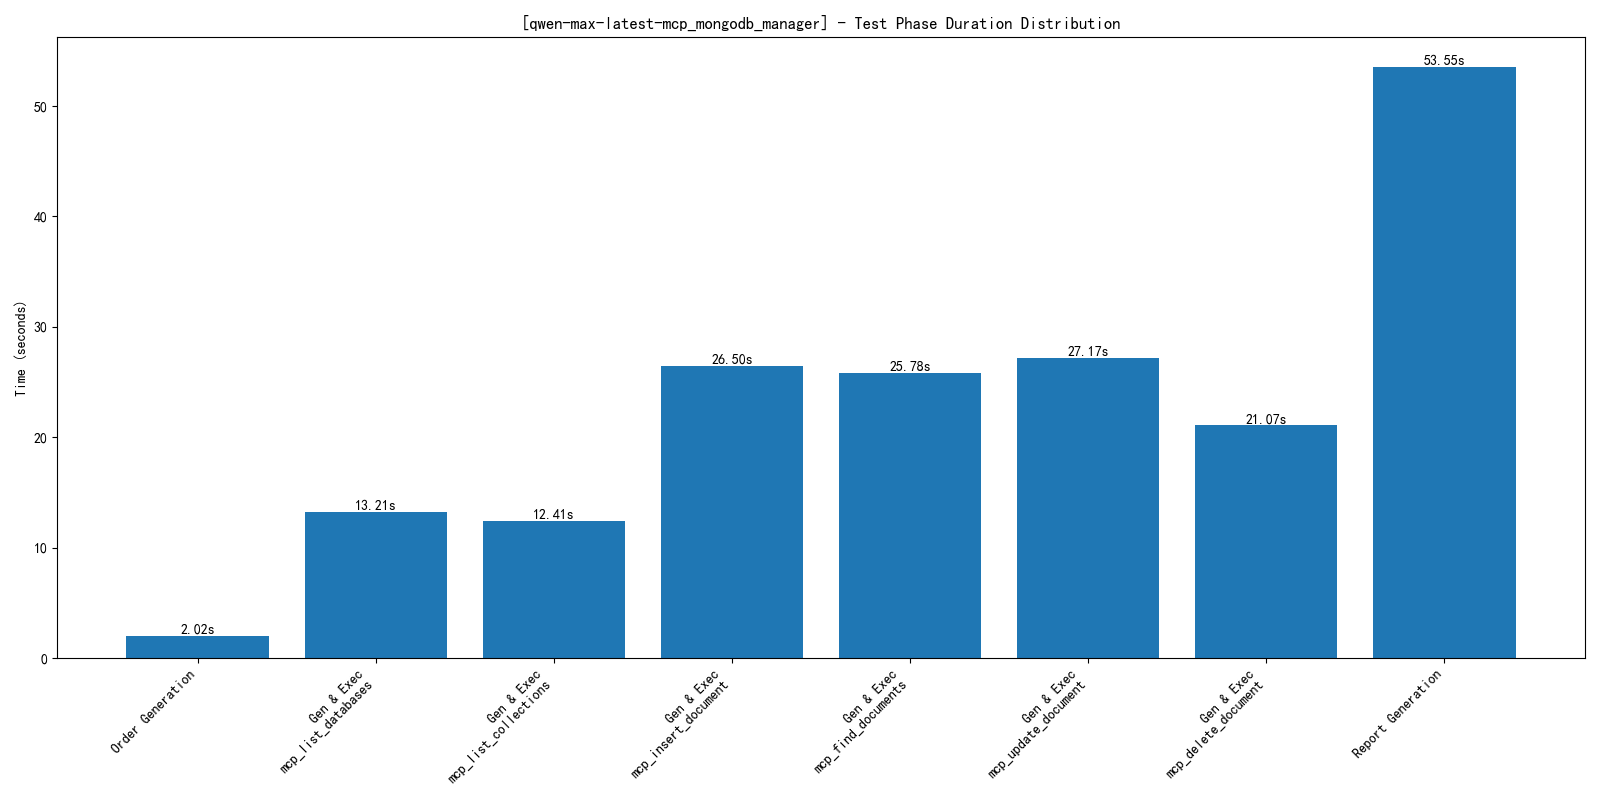 [qwen-max-latest-mcp_mongodb_manager] - Test Phase Duration Distribution
Time (seconds)
50
40
30
20
10
0
2.02s
13.21s
12.41s
26.50s
25.78s
27.17s
21.07s
53.55s
Order Generation
Gen & Exec
mcp_list_databases
Gen & Exec
mcp_list_collections
Gen & Exec
mcp_insert_document
Gen & Exec
mcp_find_documents
Gen & Exec
mcp_update_document
Gen & Exec
mcp_delete_document
Report Generation